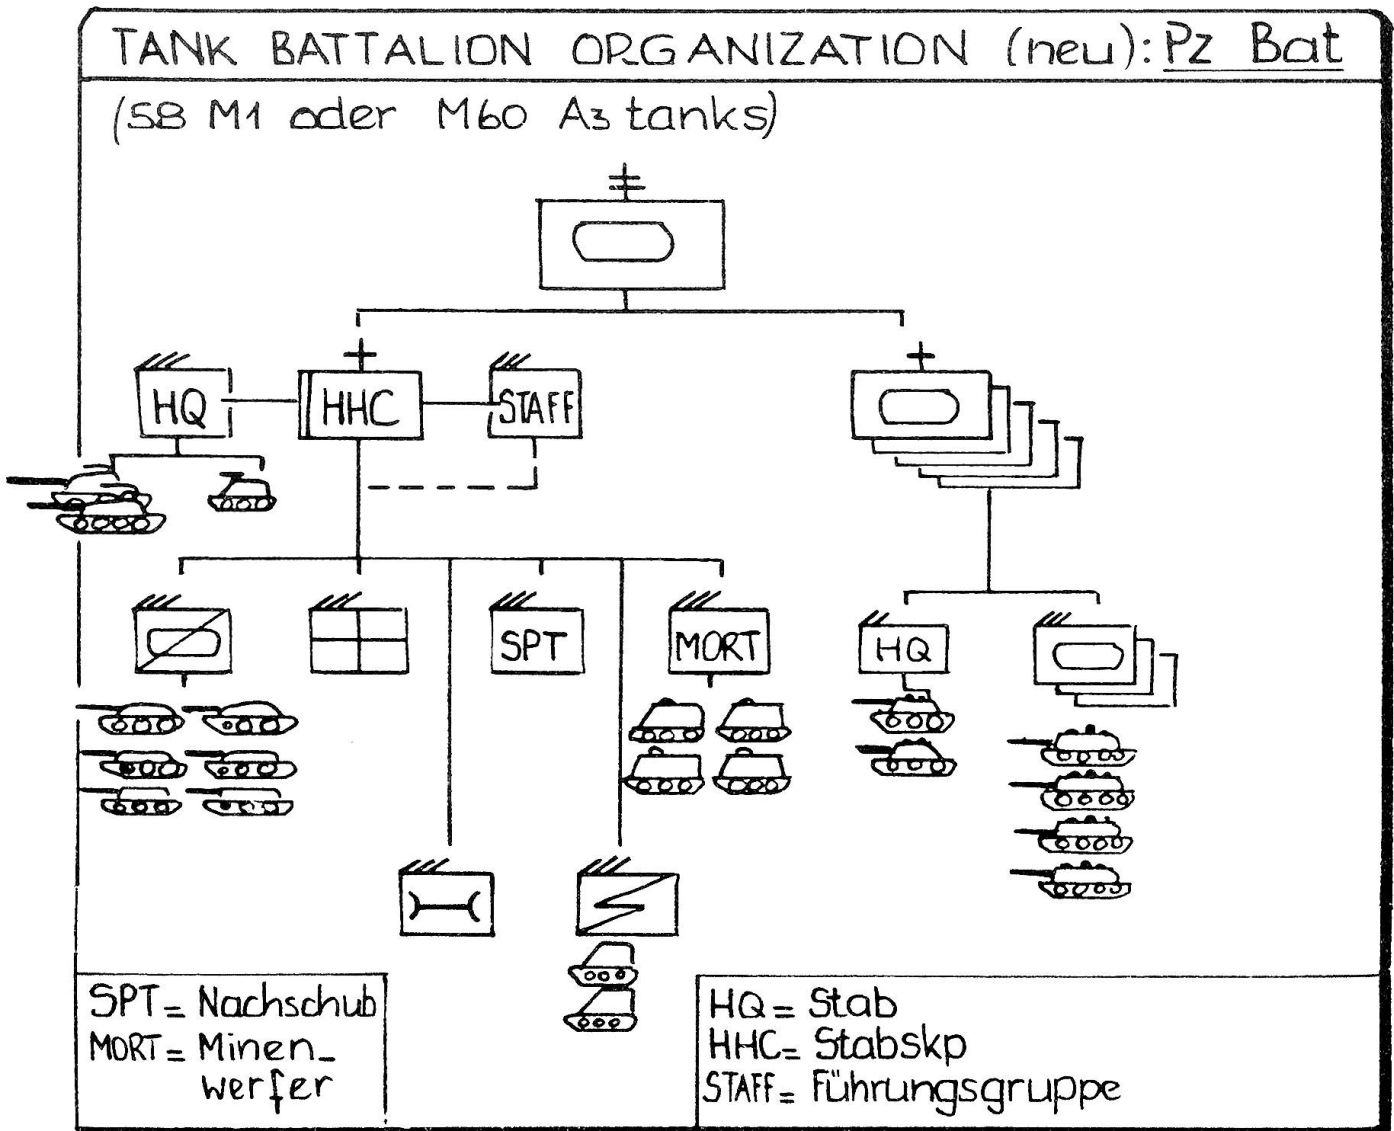 TANK BATTALION ORGANIZATION (neu): Pz Bat
(58 M1 oder M60 A3 tanks)
HQ HHC STAFF
SPT MORT HQ
SPT = Nachschub
MORT = Minen-
werfer
HQ = Stab
HHC = Stabskp
STAFF = Führungsgruppe